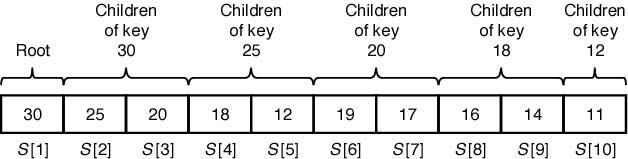 Children Children Children Children Children
of key of key of key of key of key
Root 30 25 20 18 12
30 25 20 18 12 19 17 16 14 11
S[1] S[2] S[3] S[4] S[5] S[6] S[7] S[8] S[9] S[10]